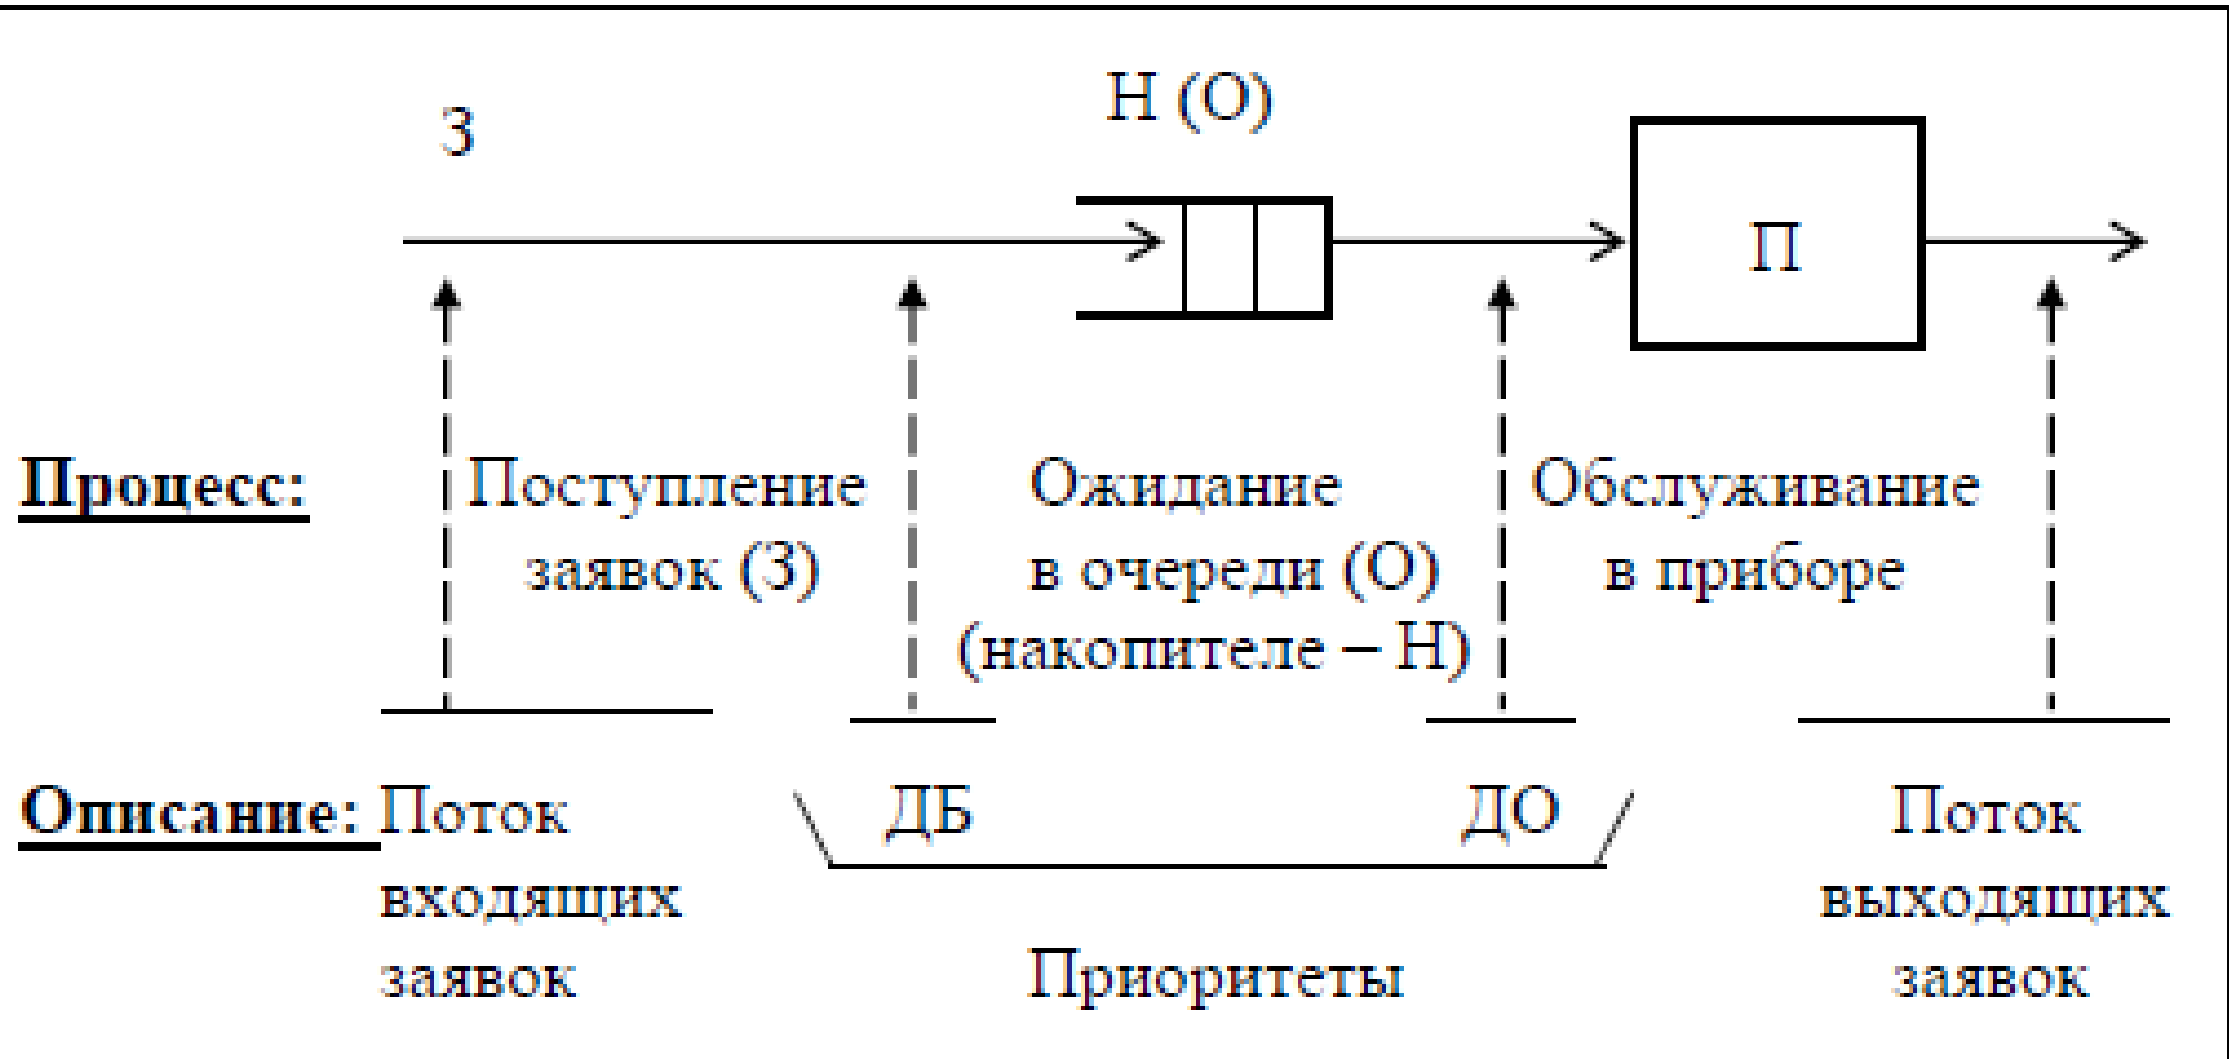 З
Н (О)
П
Процесс:
Поступление
заявок (З)
Ожидание
в очереди (О)
(накопителе – Н)
Обслуживание
в приборе
Описание:
Поток
входящих
заявок
ДБ
ДО
Приоритеты
Поток
выходящих
заявок